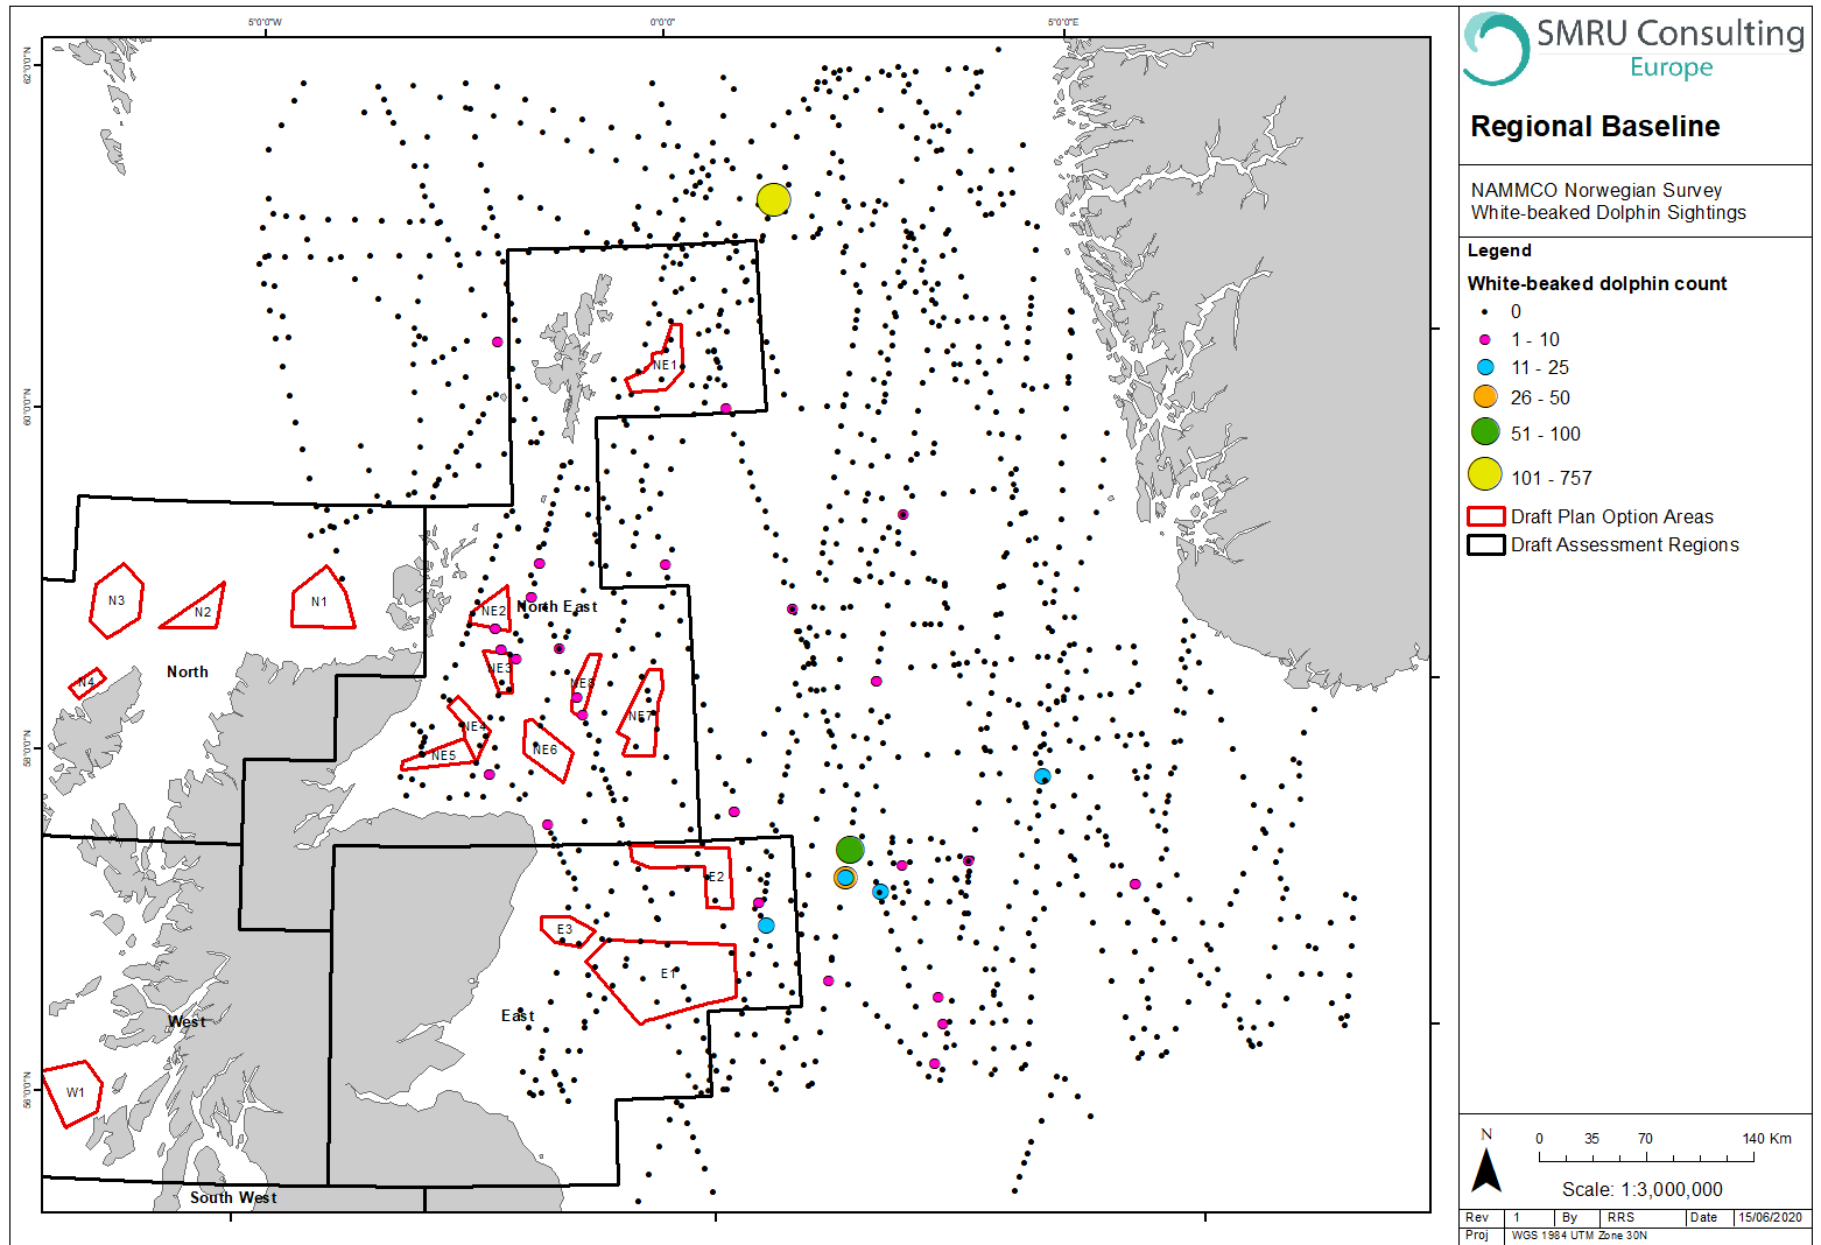 5°0'0"W
0°0'0"
5°0'0"E
62°0'0"N
60°0'0"N
58°0'0"N
56°0'0"N
NE1
N3
N2
N1
NE2
North East
North
N4
NE3
NE8
NE7
NE4
NE5
NE6
E2
E3
E1
East
West
W1
South West
SMRU Consulting
Europe
Regional Baseline
NAMMCO Norwegian Survey
White-beaked Dolphin Sightings
Legend
White-beaked dolphin count
0
1 - 10
11 - 25
26 - 50
51 - 100
101 - 757
Draft Plan Option Areas
Draft Assessment Regions
N
0 35 70 140 Km
Scale: 1:3,000,000
Rev 1 By RRS Date 15/06/2020
Proj WGS 1984 UTM Zone 30N